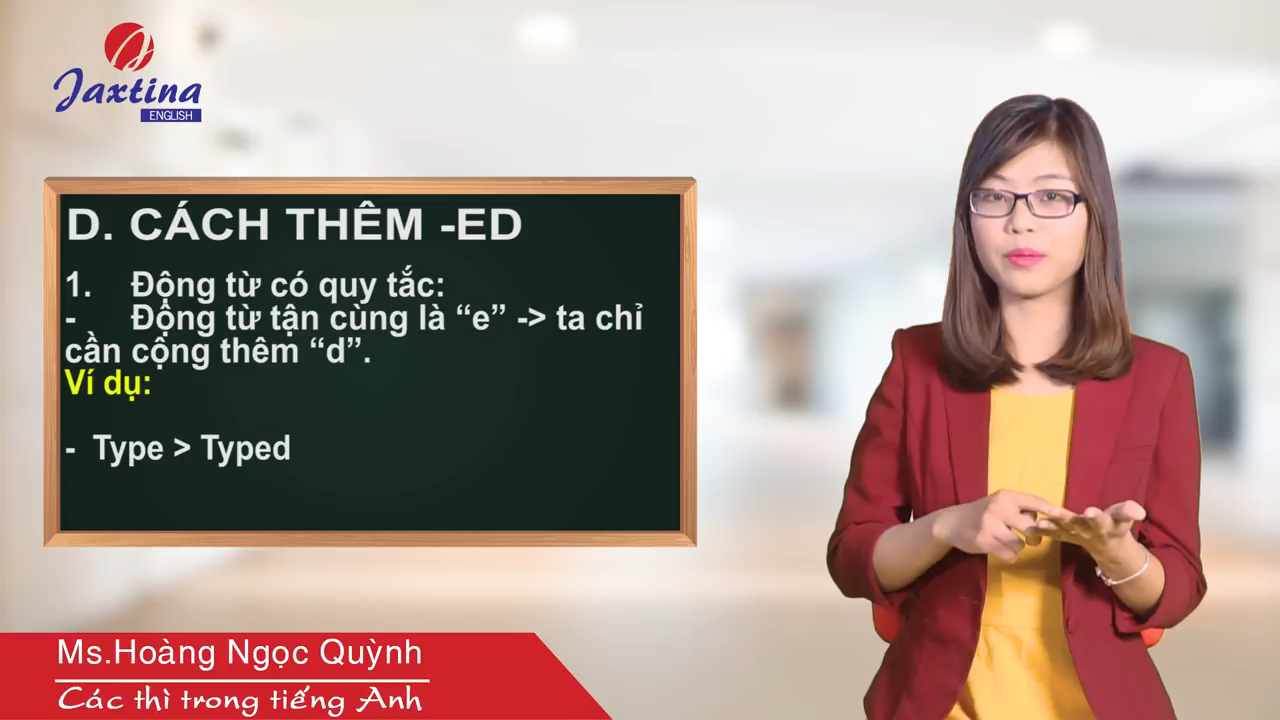 Jaxtina
ENGLISH
D. CÁCH THÊM -ED
1. Động từ có quy tắc:
- Động từ tận cùng là “e” -> ta chỉ
cần cộng thêm “d”.
Ví dụ:
- Type > Typed
Ms.Hoàng Ngọc Quỳnh
Các thì trong tiếng Anh